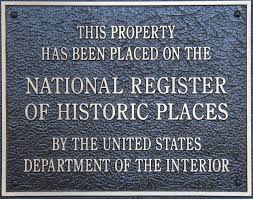 THIS PROPERTY
HAS BEEN PLACED ON THE
NATIONAL REGISTER
OF HISTORIC PLACES
BY THE UNITED STATES
DEPARTMENT OF THE INTERIOR